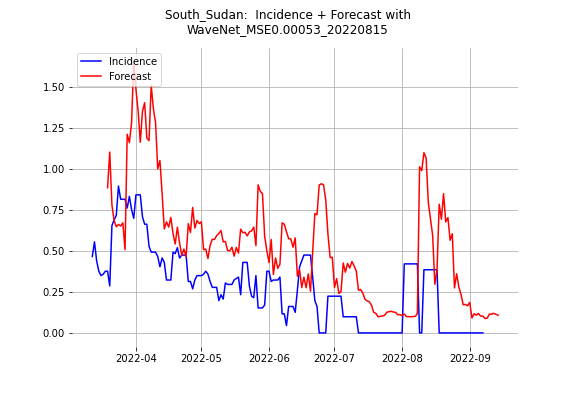 South_Sudan:  Incidence + Forecast with
WaveNet_MSE0.00053_20220815
Incidence
Forecast
1.50
1.25
1.00
0.75
0.50
0.25
0.00
2022-04 2022-05 2022-06 2022-07 2022-08 2022-09